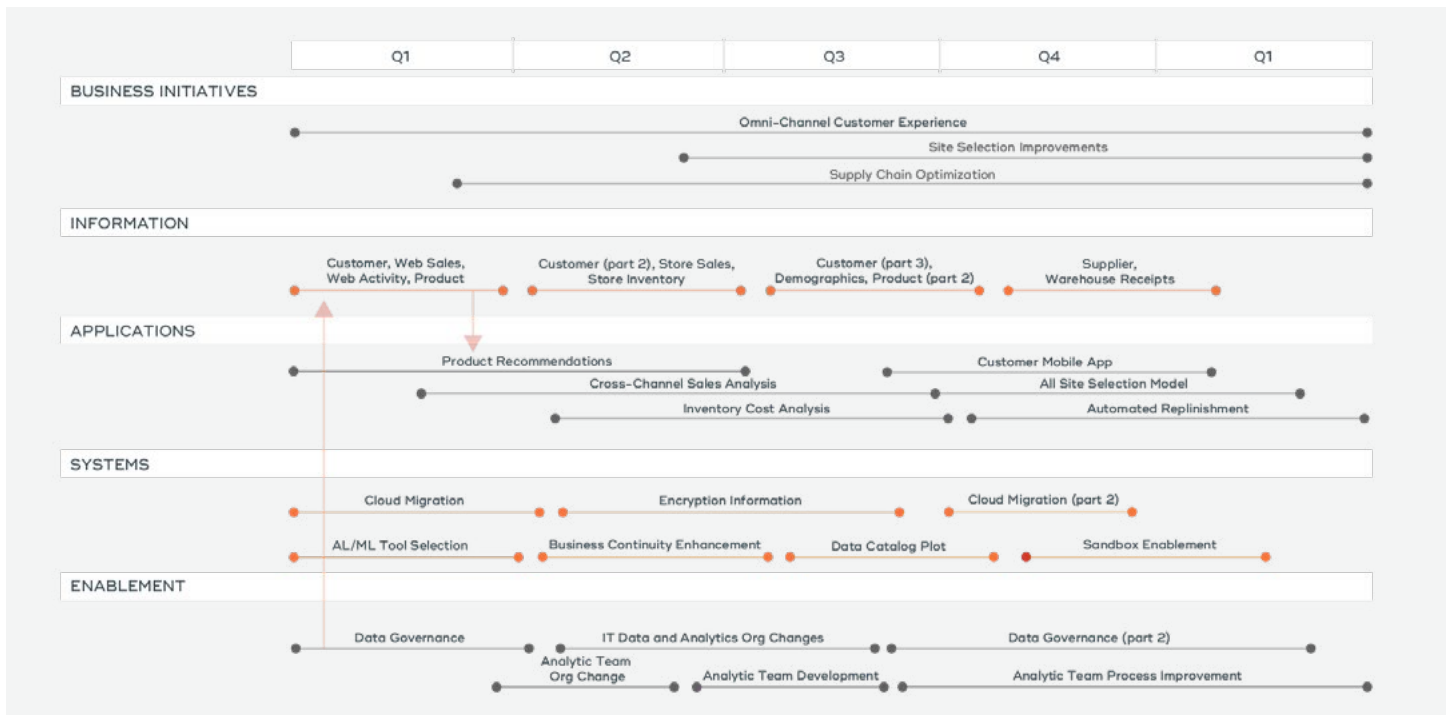 Q1 Q2 Q3 Q4 Q1
BUSINESS INITIATIVES
Omni-Channel Customer Experience
Site Selection Improvements
Supply Chain Optimization
INFORMATION
Customer, Web Sales,
Web Activity, Product
Customer (part 2), Store Sales,
Store Inventory
Customer (part 3),
Demographics, Product (part 2)
Supplier,
Warehouse Receipts
APPLICATIONS
Product Recommendations
Customer Mobile App
Cross-Channel Sales Analysis
All Site Selection Model
Inventory Cost Analysis
Automated Replinishment
SYSTEMS
Cloud Migration
Encryption Information
Cloud Migration (part 2)
AL/ML Tool Selection
Business Continuity Enhancement
Data Catalog Plot
Sandbox Enablement
ENABLEMENT
Data Governance
IT Data and Analytics Org Changes
Data Governance (part 2)
Analytic Team
Org Change
Analytic Team Development
Analytic Team Process Improvement